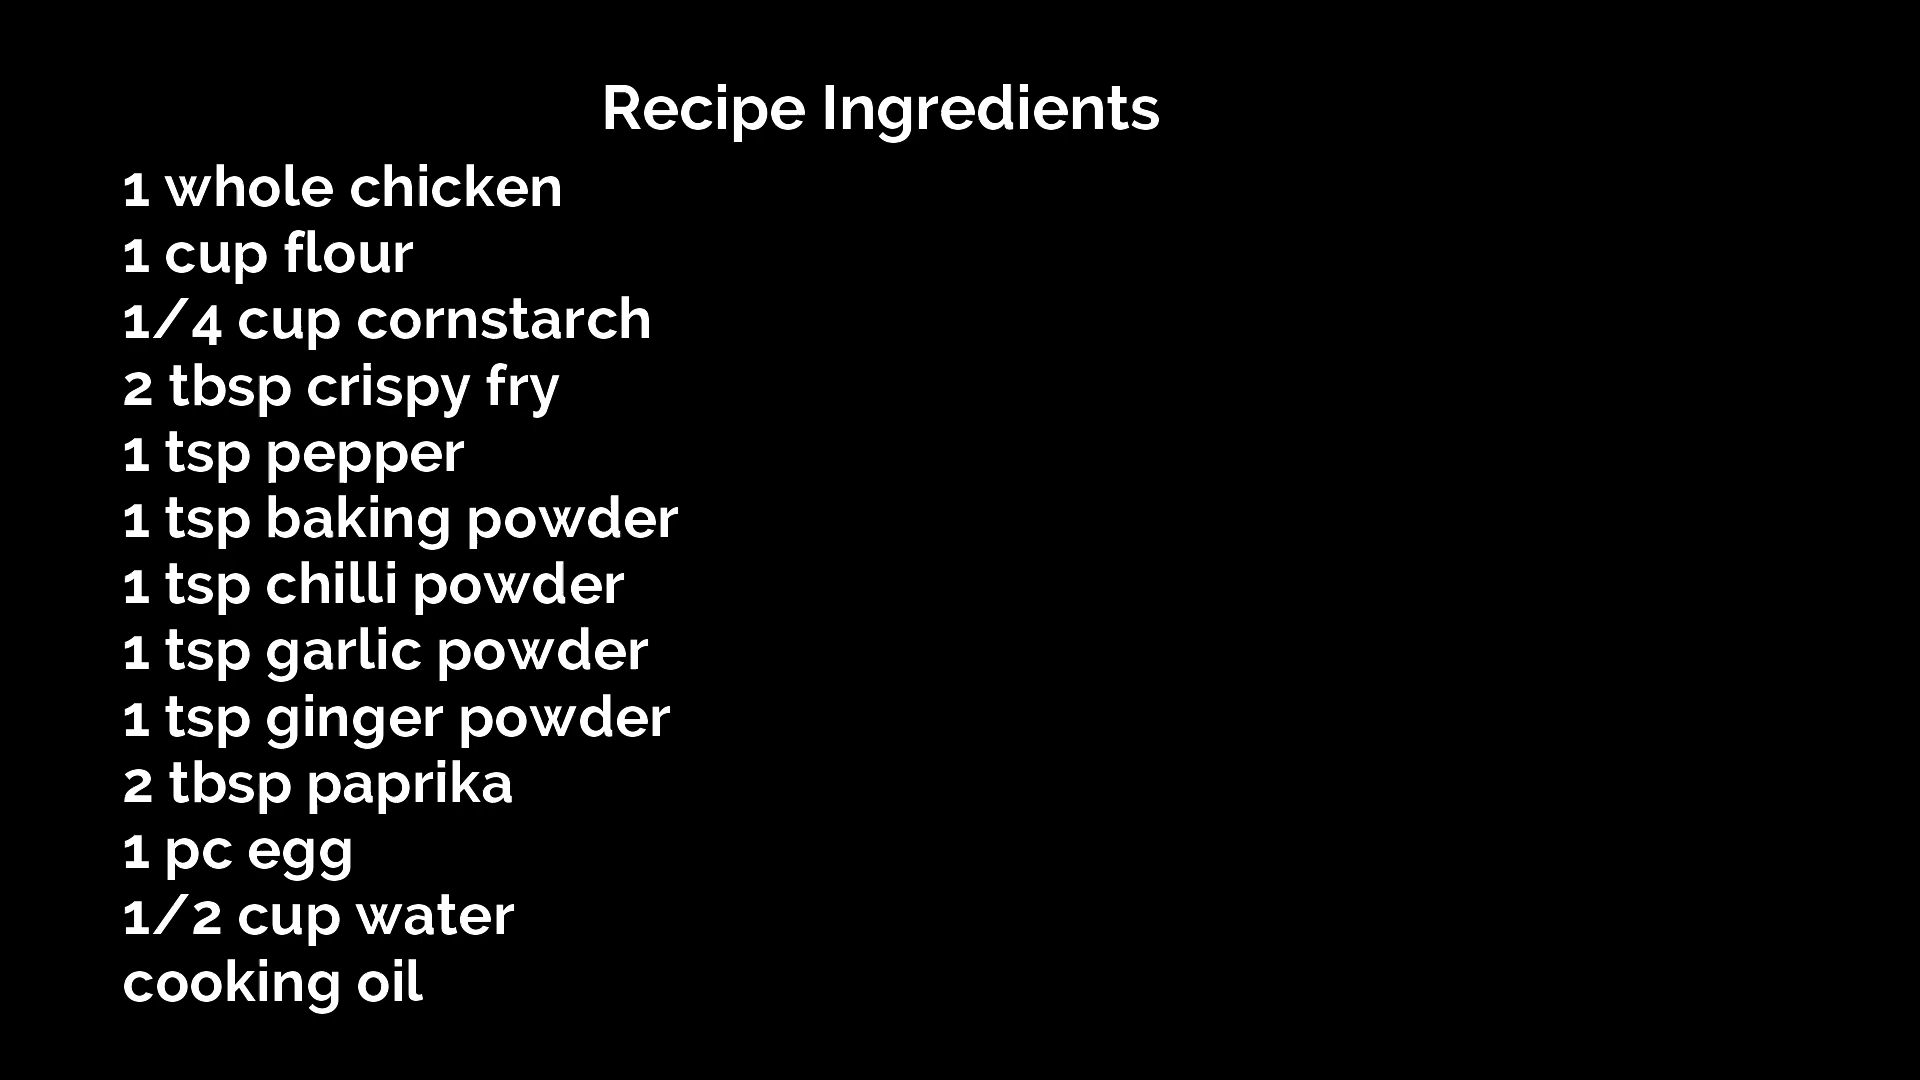 Recipe Ingredients
1 whole chicken
1 cup flour
1/4 cup cornstarch
2 tbsp crispy fry
1 tsp pepper
1 tsp baking powder
1 tsp chilli powder
1 tsp garlic powder
1 tsp ginger powder
2 tbsp paprika
1 pc egg
1/2 cup water
cooking oil